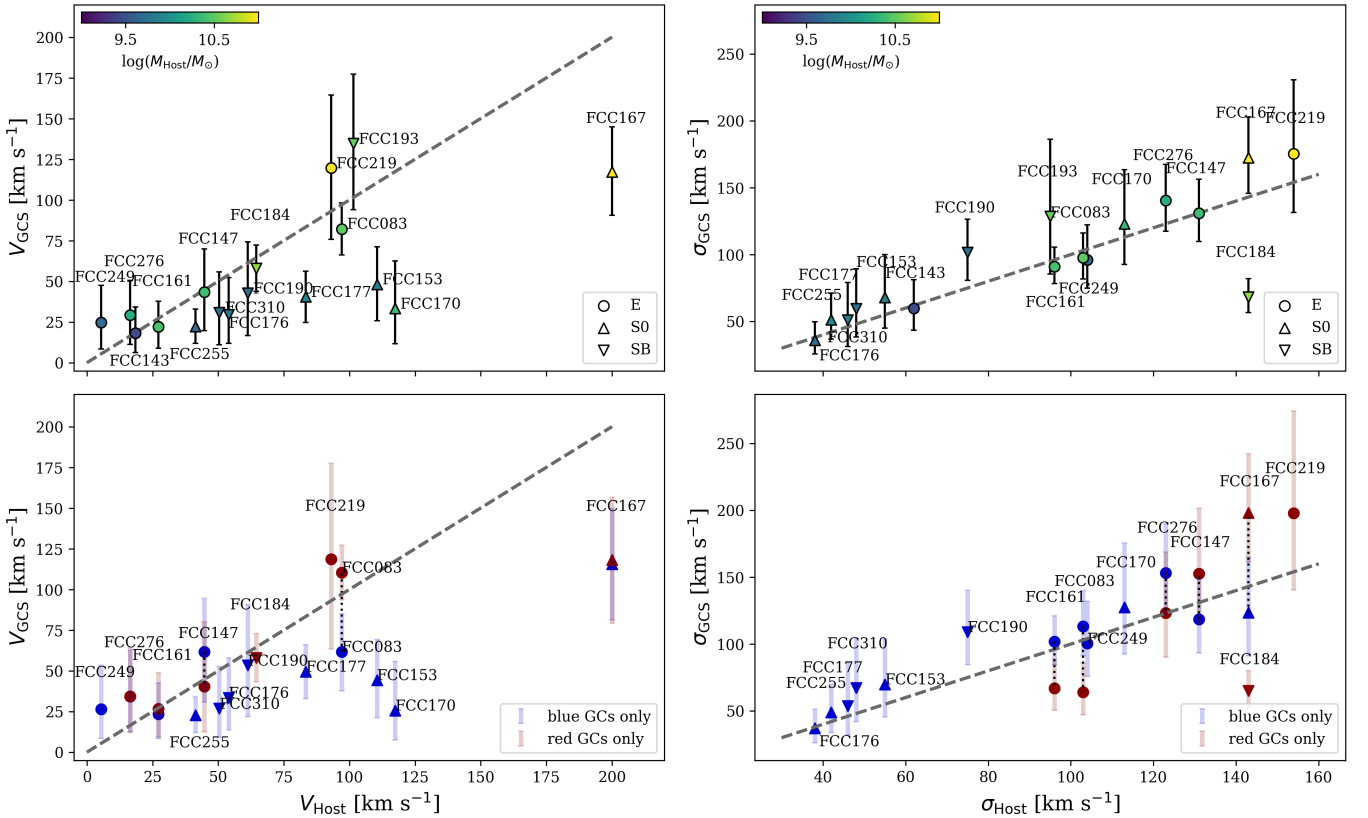 9.5 10.5
log(M_Host/M_⊙)
200
175
150
125
100
75
50
25
0
V_GCS [km s⁻¹]
FCC167
FCC193
FCC219
FCC184
FCC083
FCC147
FCC276
FCC249
FCC161
FCC190
FCC177
FCC153
FCC310
FCC170
FCC176
FCC255
FCC143
E
S0
SB
9.5 10.5
log(M_Host/M_⊙)
250
200
150
100
50
σ_GCS [km s⁻¹]
FCC167
FCC219
FCC276
FCC147
FCC193
FCC170
FCC190
FCC083
FCC184
FCC153
FCC177
FCC143
FCC249
FCC255
FCC161
FCC310
FCC176
E
S0
SB
200
175
150
125
100
75
50
25
0
V_GCS [km s⁻¹]
FCC219
FCC167
FCC083
FCC184
FCC147
FCC276
FCC083
FCC161
FCC190
FCC177
FCC249
FCC153
FCC176
FCC310
FCC170
FCC255
blue GCs only
red GCs only
0 25 50 75 100 125 150 175 200
V_Host [km s⁻¹]
250
200
150
100
50
σ_GCS [km s⁻¹]
FCC219
FCC167
FCC276
FCC147
FCC170
FCC083
FCC161
FCC190
FCC249
FCC310
FCC184
FCC177
FCC255
FCC153
FCC176
blue GCs only
red GCs only
40 60 80 100 120 140 160
σ_Host [km s⁻¹]